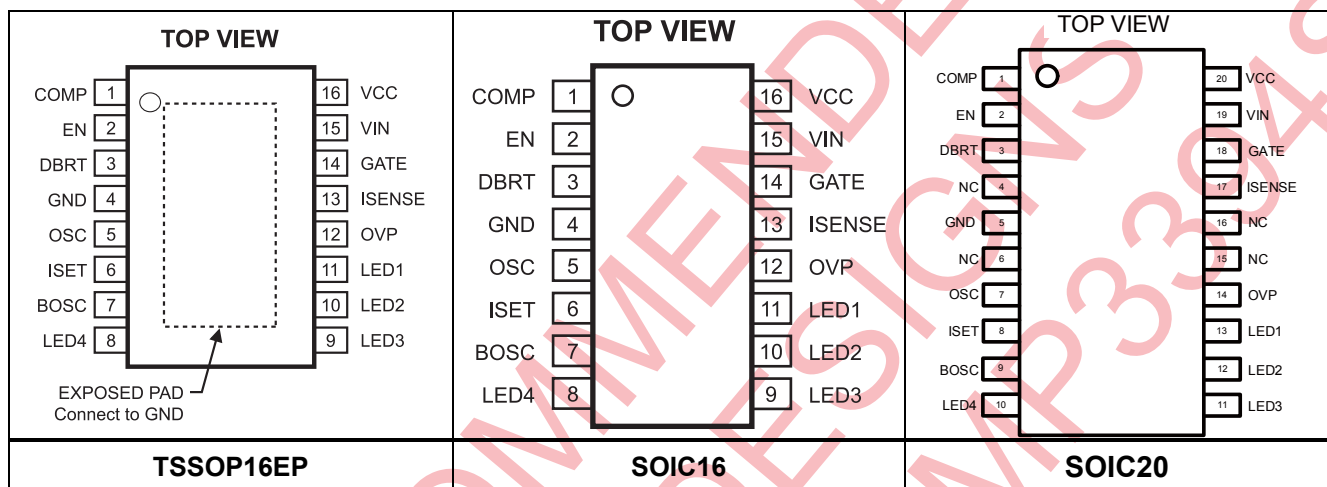 TOP VIEW
COMP 1
EN 2
DBRT 3
GND 4
OSC 5
ISET 6
BOSC 7
LED4 8
16 VCC
15 VIN
14 GATE
13 ISENSE
12 OVP
11 LED1
10 LED2
9 LED3
EXPOSED PAD
Connect to GND
TSSOP16EP
TOP VIEW
COMP 1
EN 2
DBRT 3
GND 4
OSC 5
ISET 6
BOSC 7
LED4 8
16 VCC
15 VIN
14 GATE
13 ISENSE
12 OVP
11 LED1
10 LED2
9 LED3
SOIC16
TOP VIEW
COMP 1
EN 2
DBRT 3
NC 4
GND 5
NC 6
OSC 7
ISET 8
BOSC 9
LED4 10
20 VCC
19 VIN
18 GATE
17 ISENSE
16 NC
15 NC
14 OVP
13 LED1
12 LED2
11 LED3
SOIC20
DESIGNS